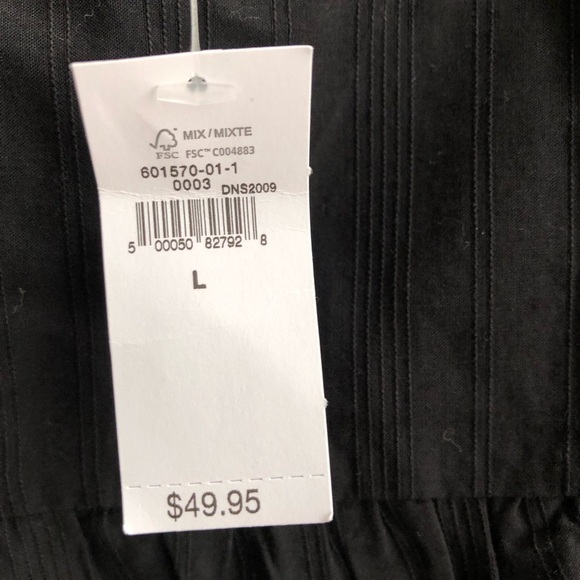 MIX / MIXTE
FSC FSC™ C004883
601570-01-1
0003 DNS2009
5 00050 82792 8
L
$49.95